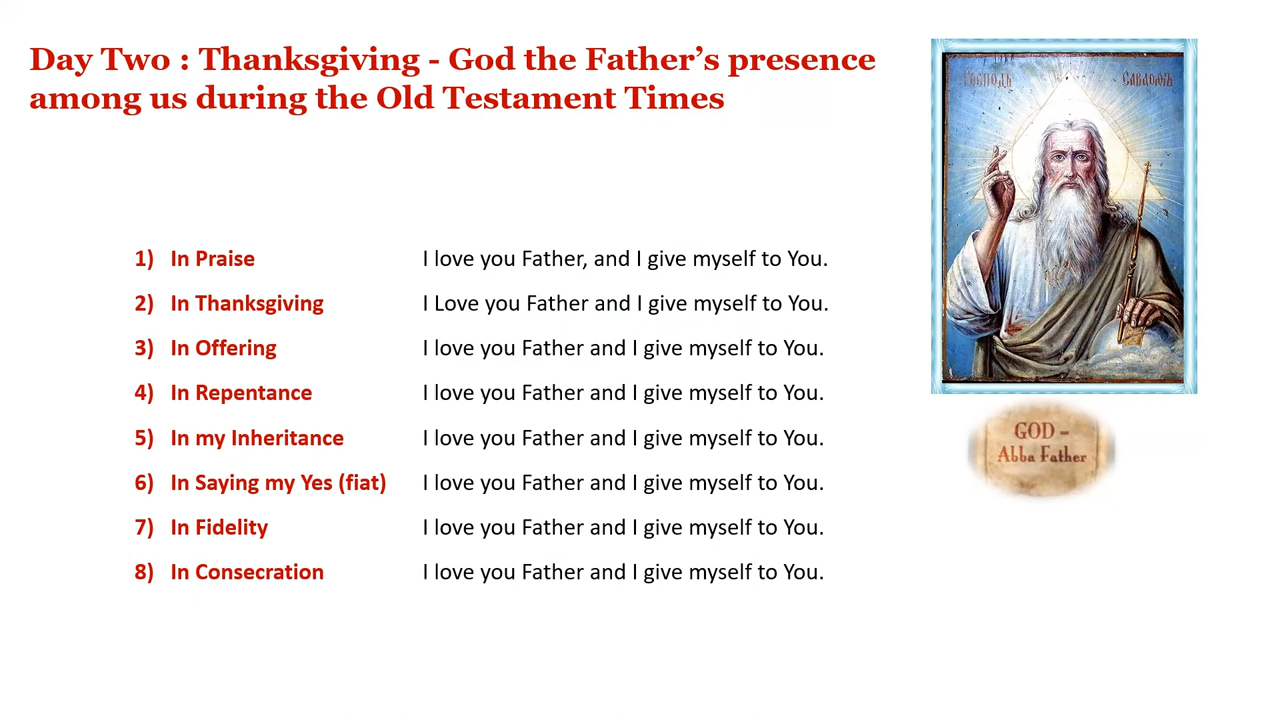 Day Two : Thanksgiving - God the Father’s presence
among us during the Old Testament Times
ГОСПОДЬ САВАОѲЪ
1) In Praise I love you Father, and I give myself to You.
2) In Thanksgiving I Love you Father and I give myself to You.
3) In Offering I love you Father and I give myself to You.
4) In Repentance I love you Father and I give myself to You.
5) In my Inheritance I love you Father and I give myself to You.
6) In Saying my Yes (fiat) I love you Father and I give myself to You.
7) In Fidelity I love you Father and I give myself to You.
8) In Consecration I love you Father and I give myself to You.
GOD –
Abba Father